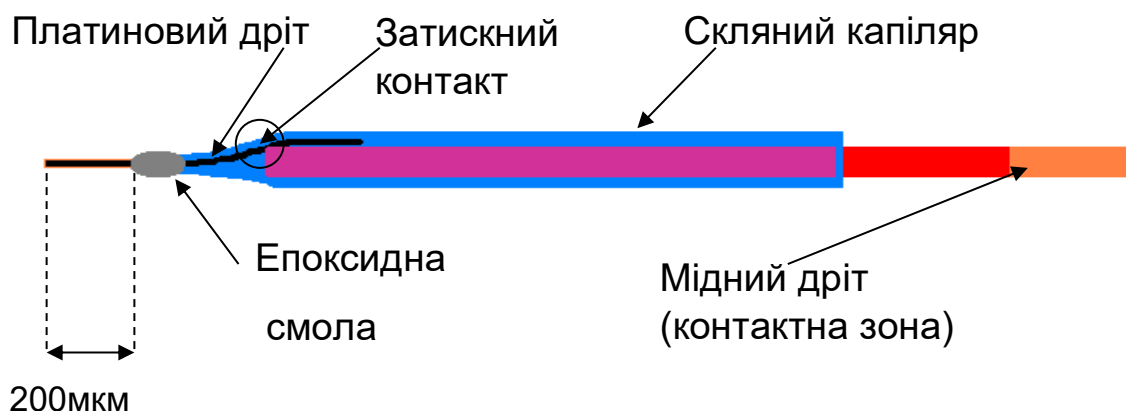 Платиновий дріт
Затискний
контакт
Скляний капіляр
Епоксидна
смола
Мідний дріт
(контактна зона)
200мкм